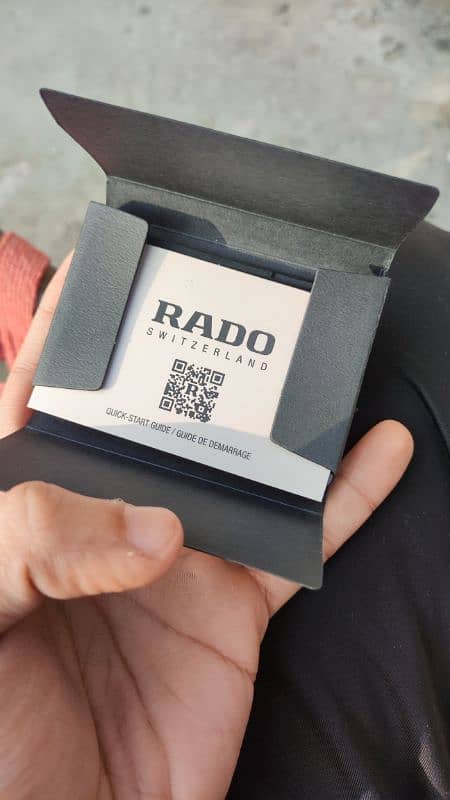 RADO
SWITZERLAND
R
QUICK-START GUIDE / GUIDE DE DEMARRAGE